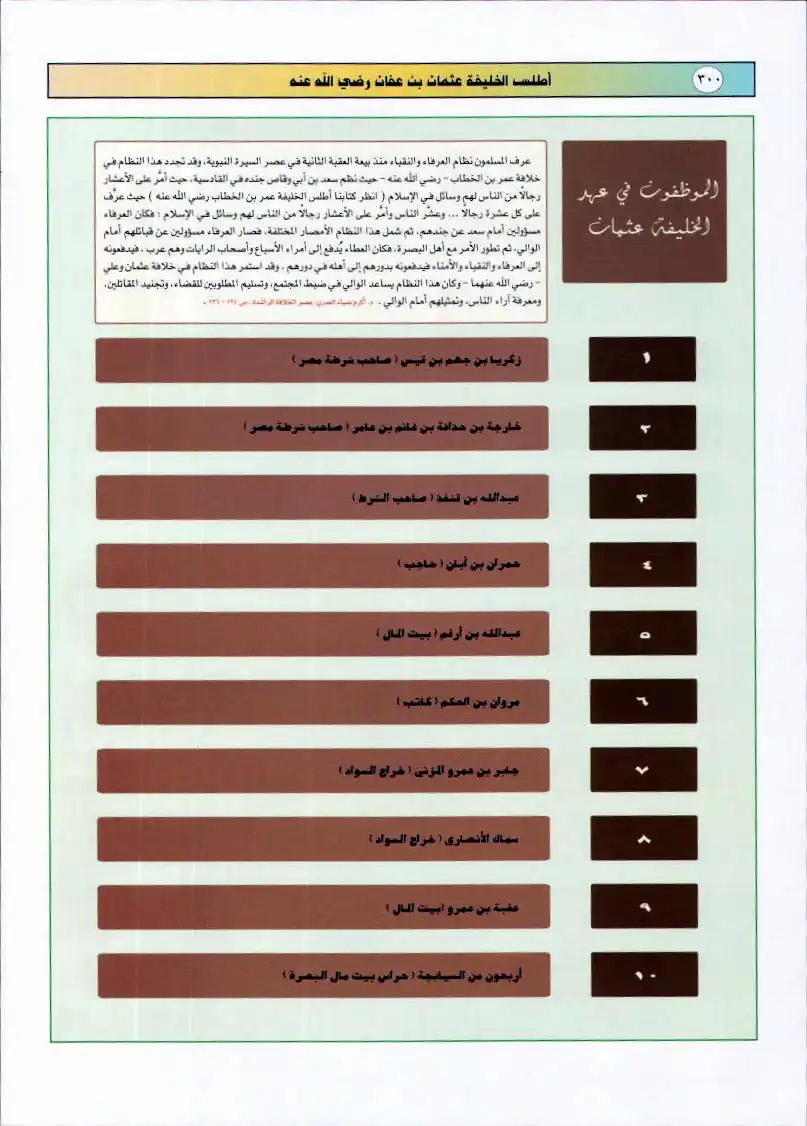 ٣٠٠
أطلس الخليفة عثمان بن عفان رضي الله عنه
الموظفون في عهد
الخليفة عثمان
عرف المسلمون نظام العرفاء والنقباء منذ بيعة العقبة الثانية في عصر السيرة النبوية، وقد تجدد هذا النظام في
خلافة عمر بن الخطاب - رضي الله عنه - حيث نظم سعد بن أبي وقاص جنده في القادسية، حيث أمَّر على الأعشار
رجالاً من الناس لهم وسائل في الإسلام ( انظر كتابنا أطلس الخليفة عمر بن الخطاب رضي الله عنه ) حيث عرَّف
على كل عشرة رجالاً ... وعشَّر الناس وأمَّر على الأعشار رجالاً من الناس لهم وسائل في الإسلام ؛ فكان العرفاء
مسؤولين أمام سعد عن جندهم، ثم شمل هذا النظام الأمصار المختلفة، فصار العرفاء مسؤولين عن قبائلهم أمام
الوالي، ثم تطور الأمر مع أهل البصرة، فكان العطاء يُدفع إلى أمراء الأسباع وأصحاب الرايات وهم عرب ، فيدفعونه
إلى العرفاء والنقباء والأمناء فيدفعونه بدورهم إلى أهله في دورهم . وقد استمر هذا النظام في خلافة عثمان وعلي
- رضي الله عنهما - وكان هذا النظام يساعد الوالي في ضبط المجتمع، وتسليم المطلوبين للقضاء، وتجنيد المقاتلين،
ومعرفة آراء الناس، وتمثيلهم أمام الوالي . د. أكرم ضياء العمري: عصر الخلافة الراشدة، ص
١ زكريا بن جهم بن قيس ( صاحب شرطة مصر )
٢ خارجة بن حذافة بن غانم بن عامر ( صاحب شرطة مصر )
٣ عبدالله بن قنفذ ( صاحب الشرط )
٤ حمران بن أبان ( حاجب )
٥ عبدالله بن أرقم ( بيت المال )
٦ مروان بن الحكم ( كاتب )
٧ جابر بن عمرو المزني ( خراج السواد )
٨ سماك الأنصاري ( خراج السواد )
٩ عقبة بن عمرو (بيت المال )
١٠ أربعون من السيابجة ( حراس بيت مال البصرة )